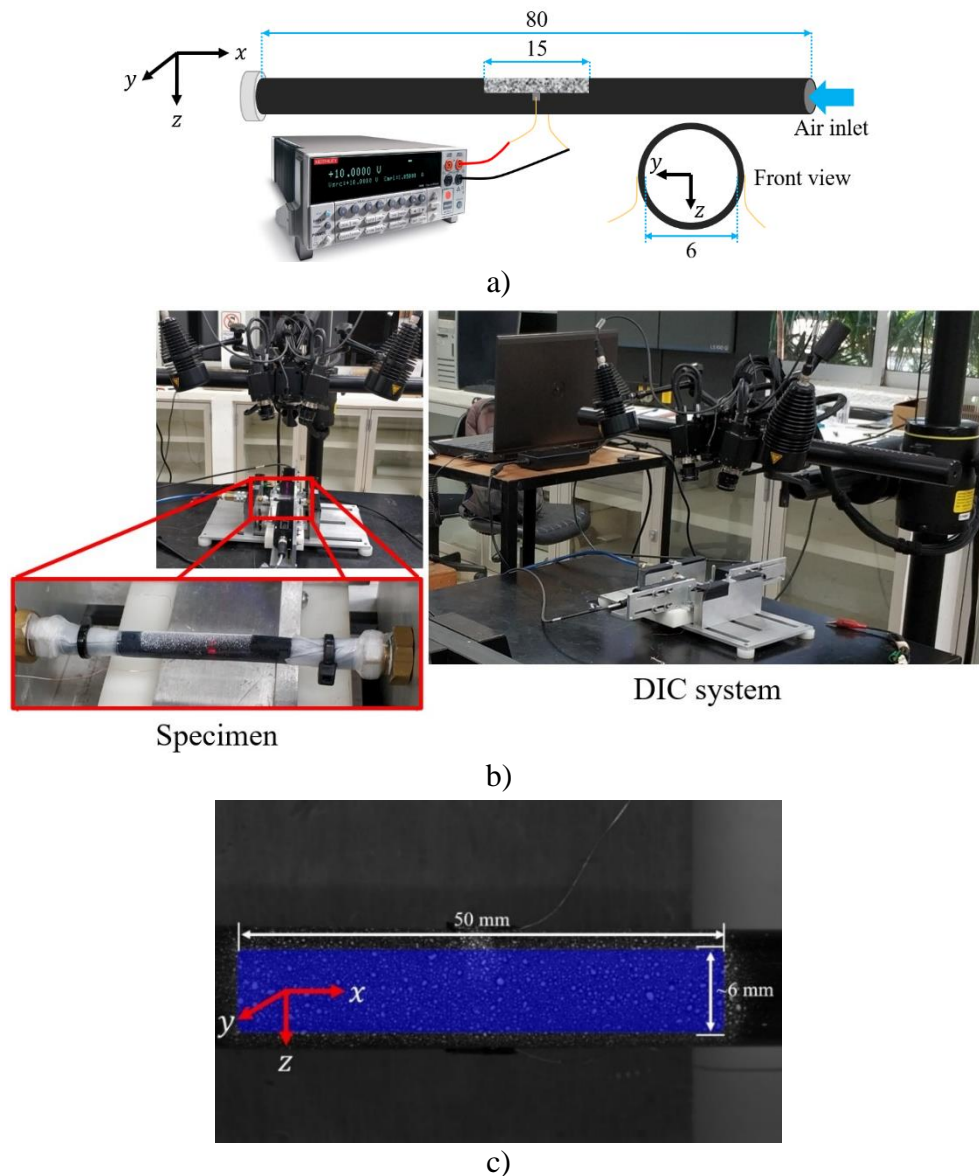 80
15
x
y
z
Air inlet
+10.0000 V
y
z
Front view
6
a)
Specimen
DIC system
b)
50 mm
~6 mm
x
y
z
c)